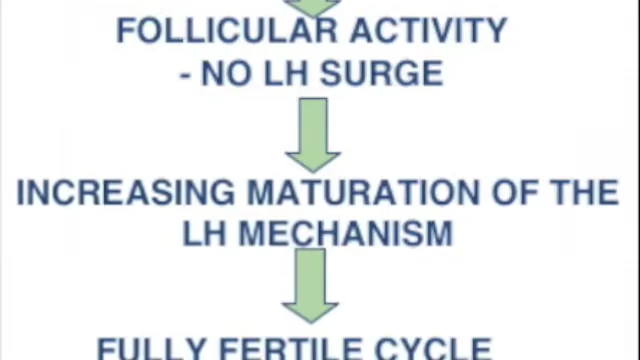 FOLLICULAR ACTIVITY
- NO LH SURGE
INCREASING MATURATION OF THE
LH MECHANISM
FULLY FERTILE CYCLE